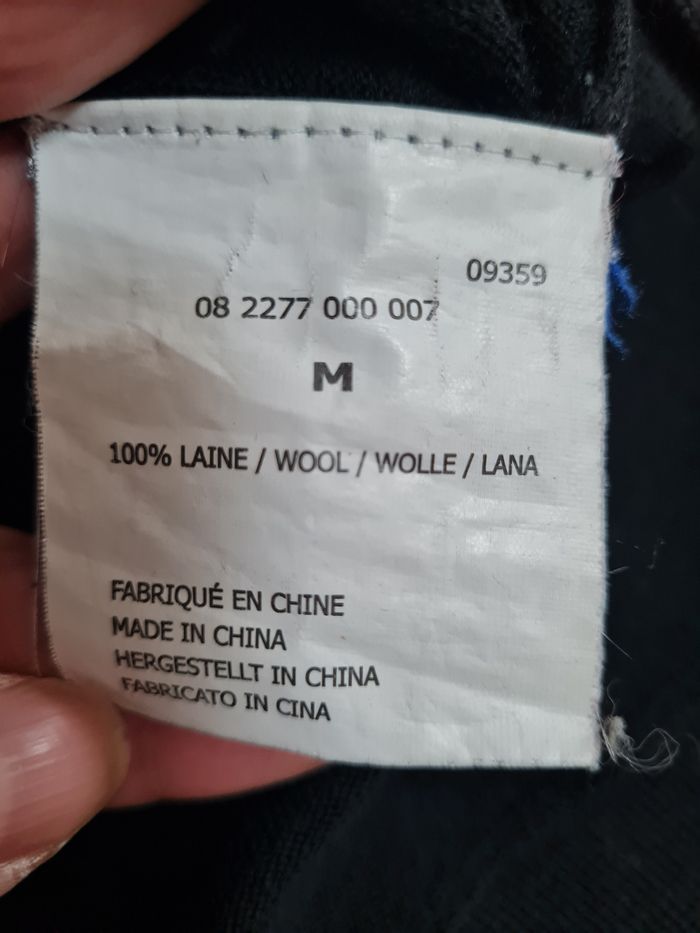 09359
08 2277 000 007
M
100% LAINE / WOOL / WOLLE / LANA
FABRIQUÉ EN CHINE
MADE IN CHINA
HERGESTELLT IN CHINA
FABRICATO IN CINA